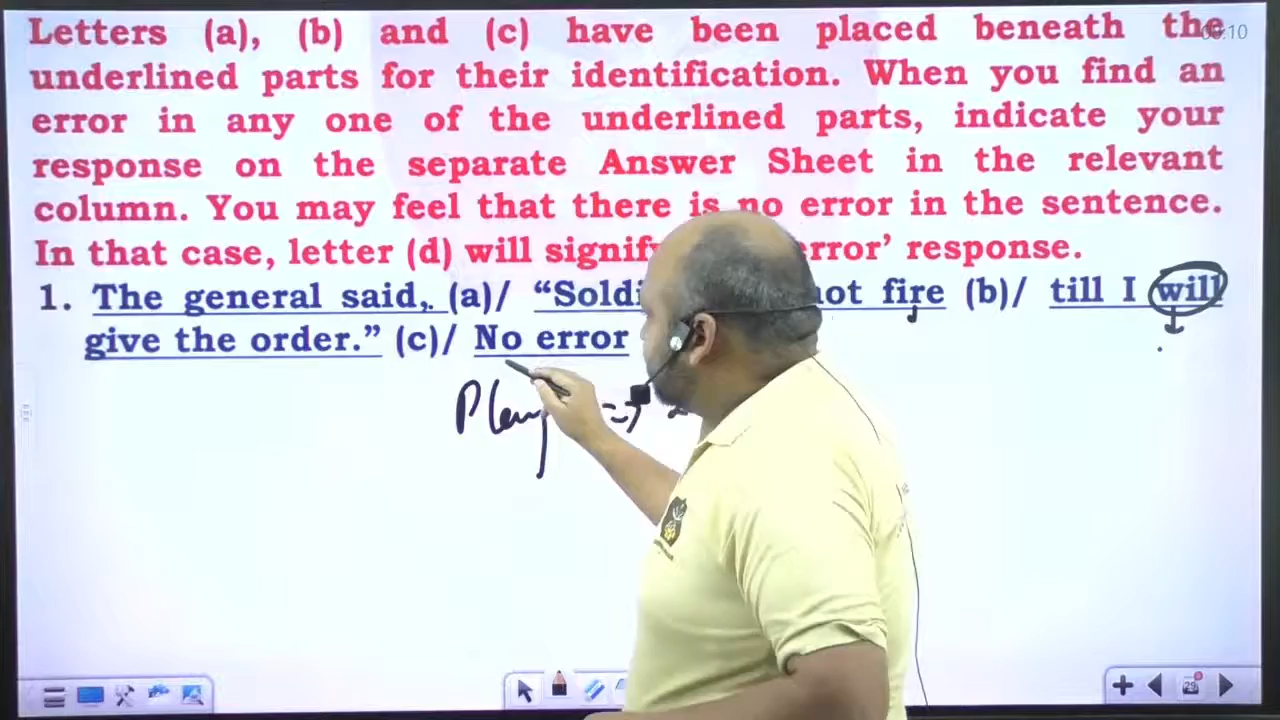 Letters (a), (b) and (c) have been placed beneath the
00:10
underlined parts for their identification. When you find an
error in any one of the underlined parts, indicate your
response on the separate Answer Sheet in the relevant
column. You may feel that there is no error in the sentence.
In that case, letter (d) will signify error’ response.
1. The general said, (a)/ “Soldi not fire (b)/ till I will
give the order.” (c)/ No error
29